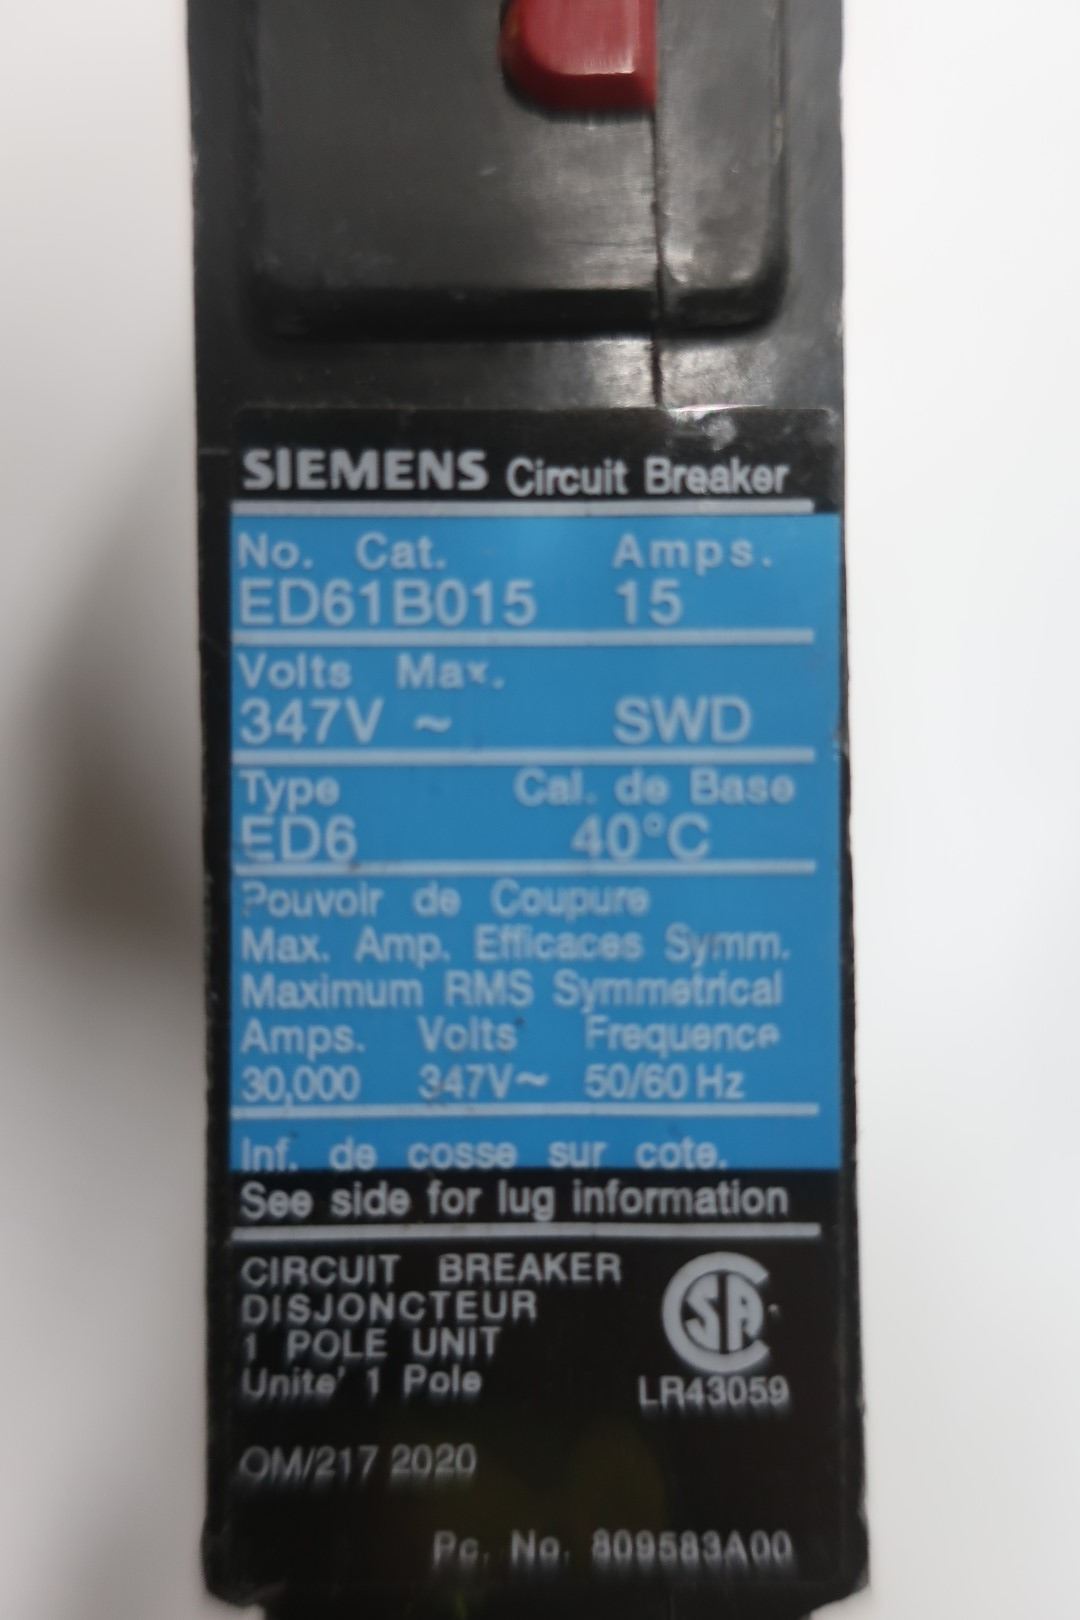 SIEMENS Circuit Breaker
No. Cat. Amps.
ED61B015 15
Volts Max.
347V ~ SWD
Type Cal. de Base
ED6 40°C
Pouvoir de Coupure
Max. Amp. Efficaces Symm.
Maximum RMS Symmetrical
Amps. Volts Frequence
30,000 347V~ 50/60 Hz
Inf. de cosse sur cote.
See side for lug information
CIRCUIT BREAKER
DISJONCTEUR
1 POLE UNIT
Unite' 1 Pole
CSA
LR43059
OM/217 2020
Pc. No. 809583A00